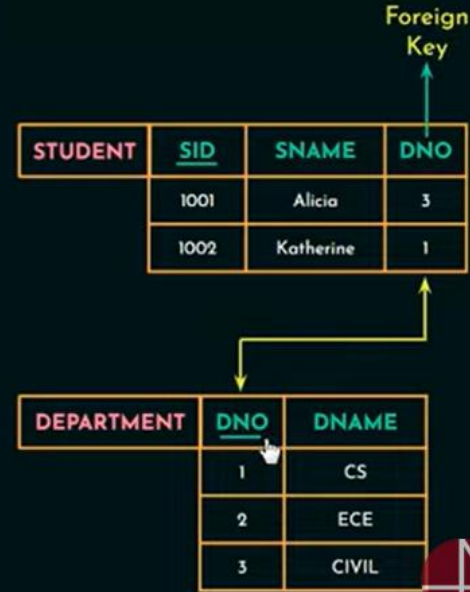 Foreign
Key
STUDENT SID SNAME DNO
1001 Alicia 3
1002 Katherine 1
DEPARTMENT DNO DNAME
1 CS
2 ECE
3 CIVIL